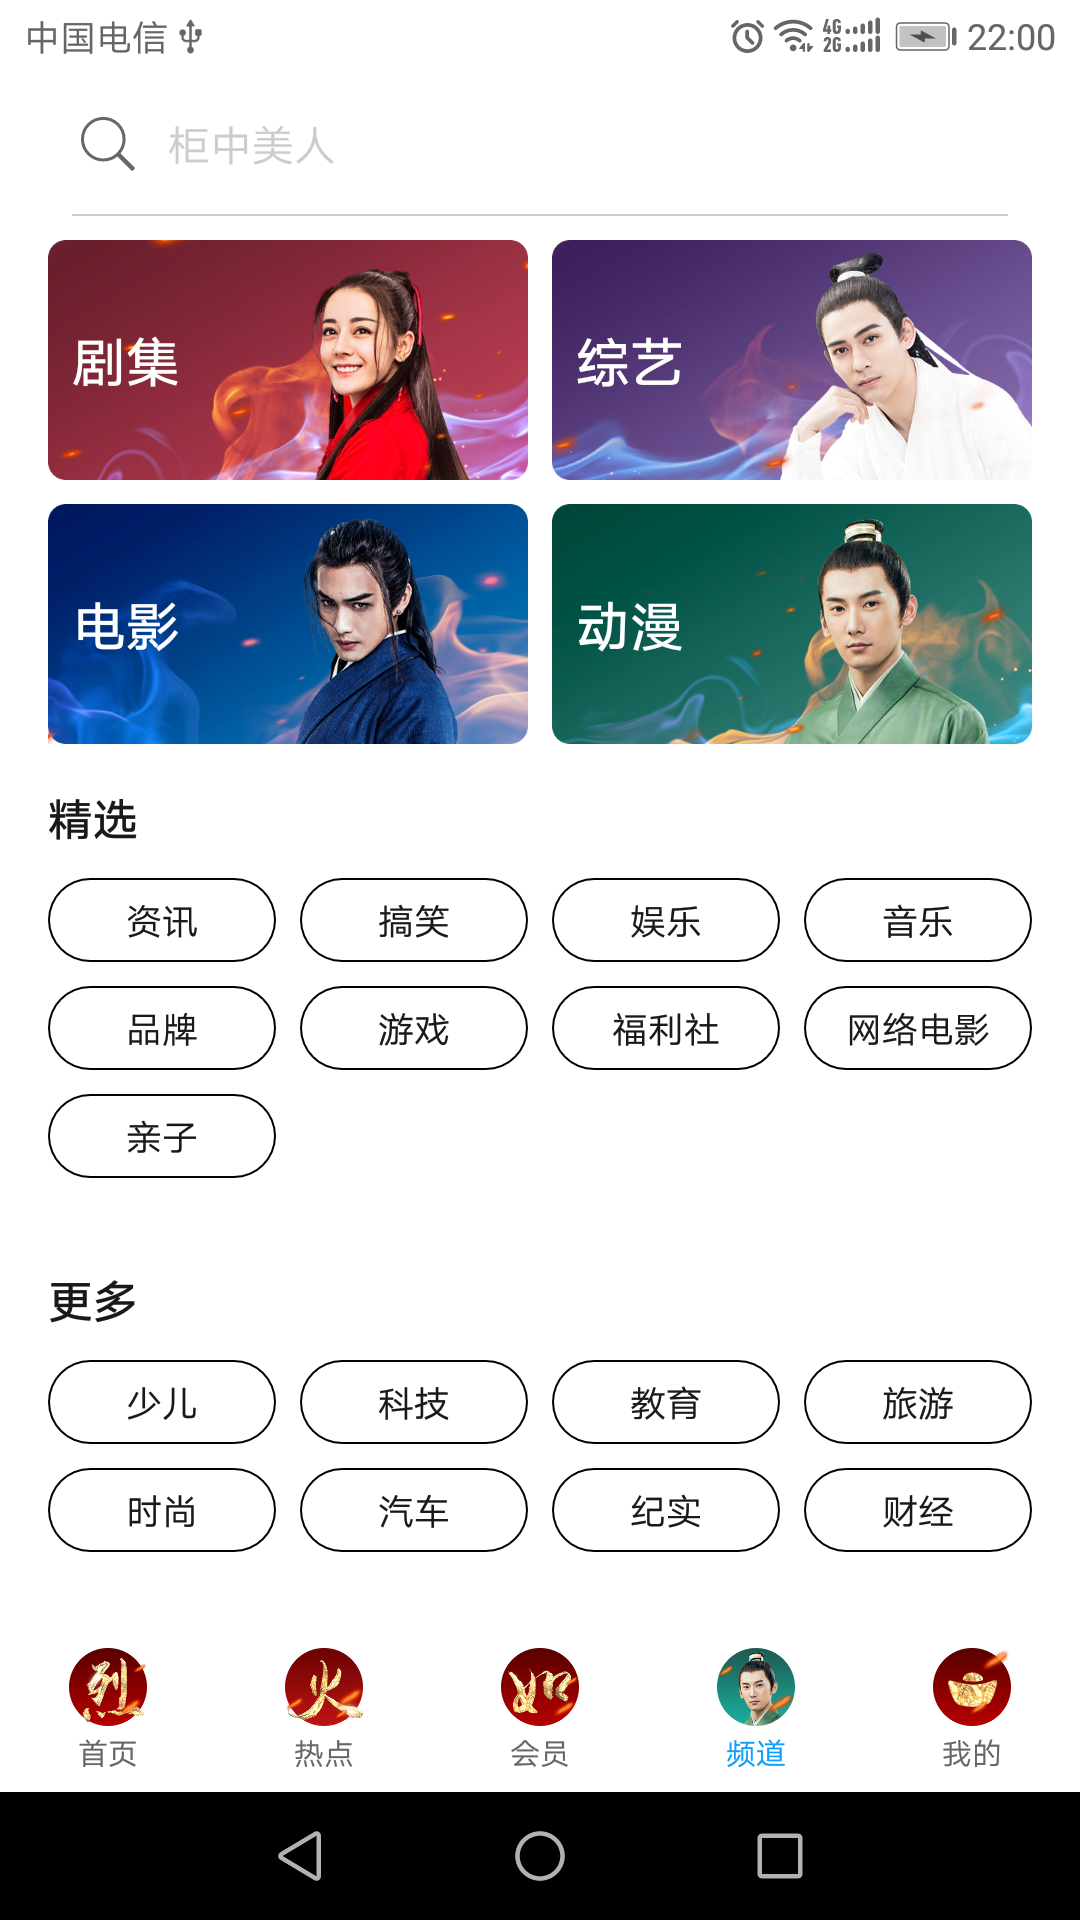 中国电信 4G 2G 22:00
柜中美人
剧集 综艺
电影 动漫
精选
资讯 搞笑 娱乐 音乐
品牌 游戏 福利社 网络电影
亲子
更多
少儿 科技 教育 旅游
时尚 汽车 纪实 财经
烈 火 如
首页 热点 会员 频道 我的